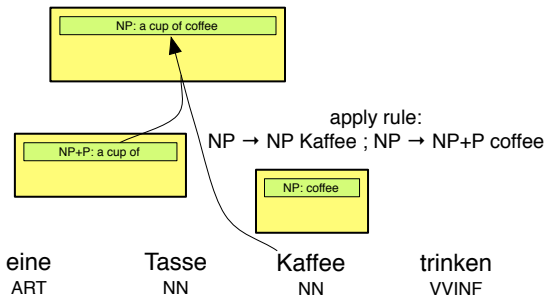 NP: a cup of coffee
apply rule:
NP → NP Kaffee ; NP → NP+P coffee
NP+P: a cup of
NP: coffee
eine Tasse Kaffee trinken
ART NN NN VVINF